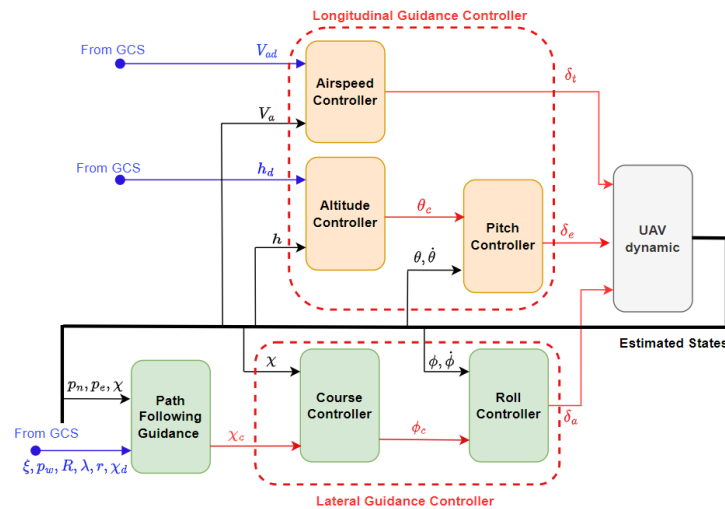 Longitudinal Guidance Controller
From GCS
V_{ad}
Airspeed
Controller
δ_t
V_a
From GCS
h_d
Altitude
Controller
θ_c
Pitch
Controller
δ_e
UAV
dynamic
h
θ, θ̇
Estimated States
p_n, p_e, χ
χ
ϕ, ϕ̇
Path
Following
Guidance
Course
Controller
Roll
Controller
From GCS
χ_c
ϕ_c
δ_a
ξ, p_w, R, λ, r, χ_d
Lateral Guidance Controller